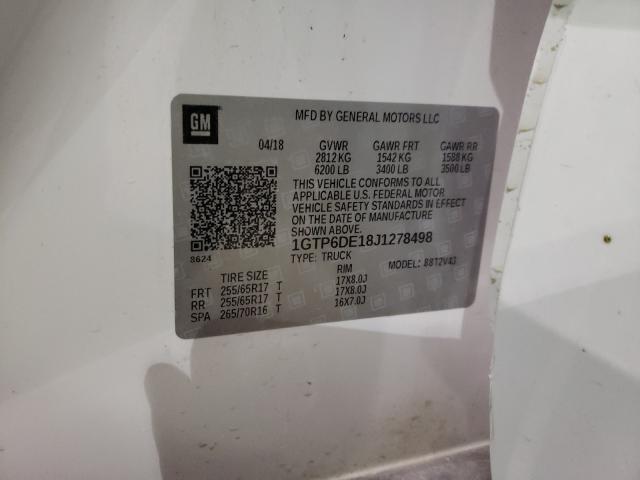 GM
MFD BY GENERAL MOTORS LLC
04/18 GVWR GAWR FRT GAWR RR
2812 KG 1542 KG 1588 KG
6200 LB 3400 LB 3500 LB
THIS VEHICLE CONFORMS TO ALL
APPLICABLE U.S. FEDERAL MOTOR
VEHICLE SAFETY STANDARDS IN EFFECT
ON THE DATE OF MANUFACTURE
SHOWN ABOVE.
1GTP6DE18J1278498
8624 TYPE: TRUCK MODEL: 88T2V43
TIRE SIZE RIM
FRT 255/65R17 T 17X8.0J
RR 255/65R17 T 17X8.0J
SPA 265/70R16 T 16X7.0J